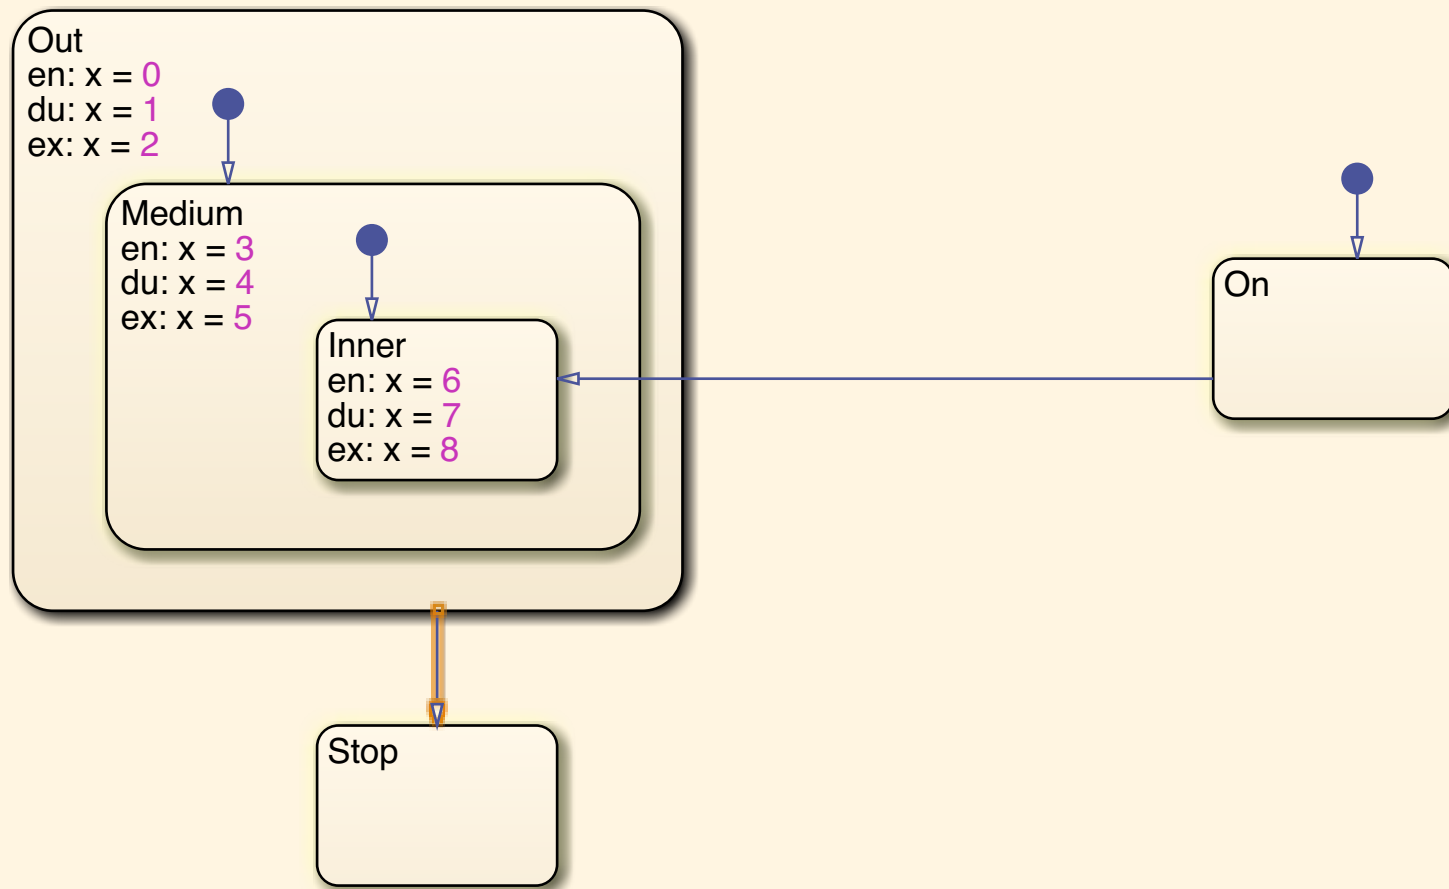 Out
en: x = 0
du: x = 1
ex: x = 2
Medium
en: x = 3
du: x = 4
ex: x = 5
Inner
en: x = 6
du: x = 7
ex: x = 8
On
Stop